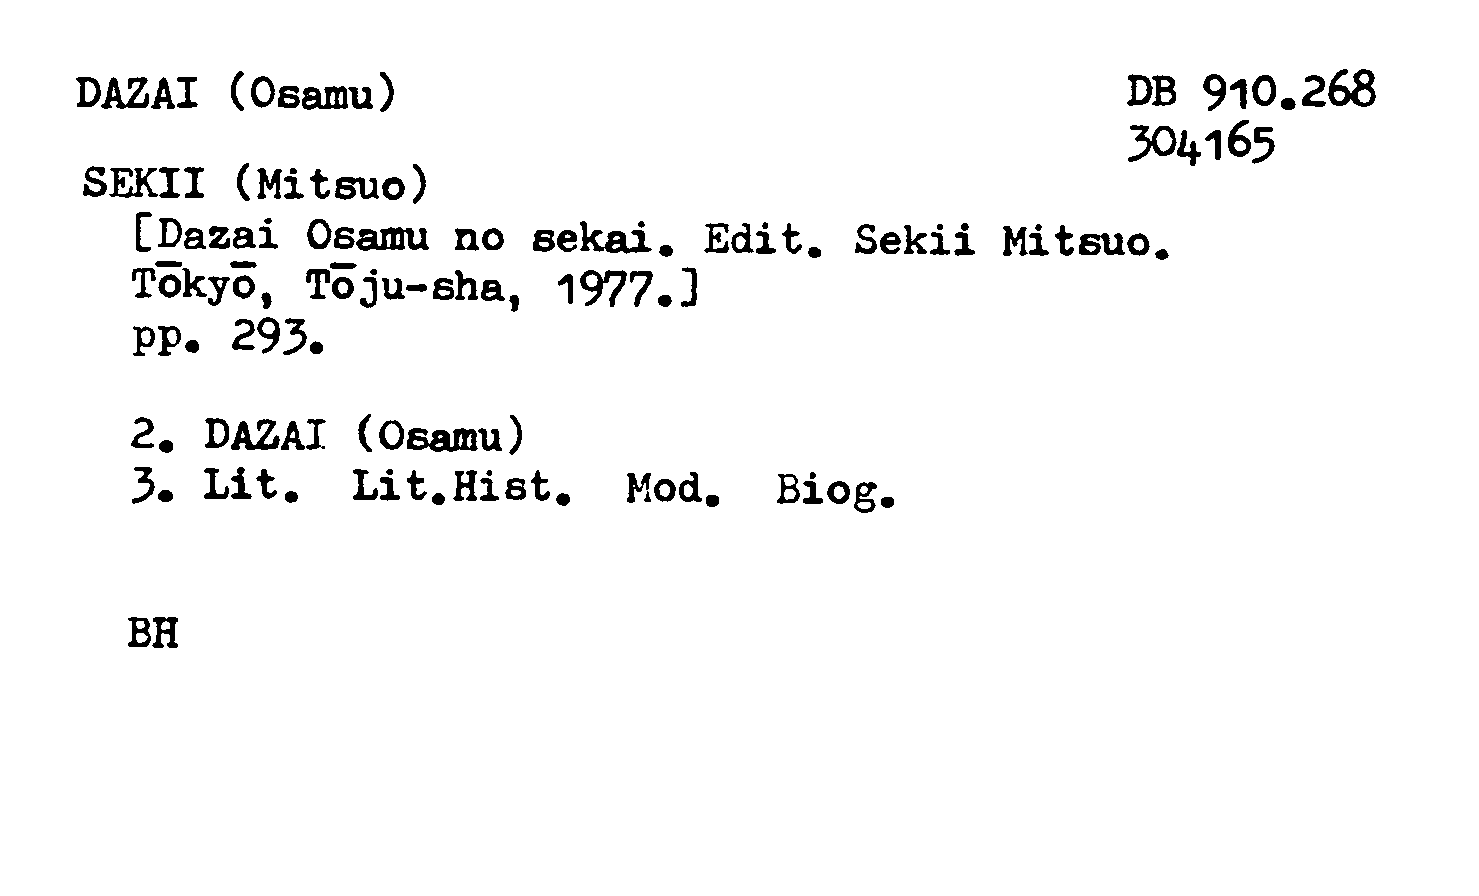 DAZAI (Osamu)
DB 910.268
304165
SEKII (Mitsuo)
[Dazai Osamu no sekai. Edit. Sekii Mitsuo.
Tōkyō, Tōju-sha, 1977.]
pp. 293.
2. DAZAI (Osamu)
3. Lit. Lit.Hist. Mod. Biog.
BH